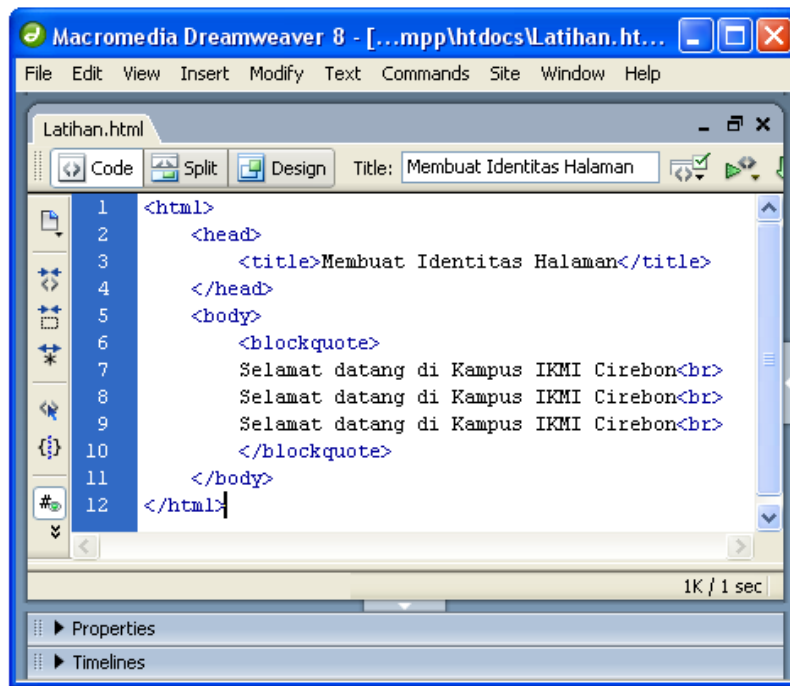 Macromedia Dreamweaver 8 - [...mpp\htdocs\Latihan.ht...
File Edit View Insert Modify Text Commands Site Window Help
Latihan.html
Code Split Design Title: Membuat Identitas Halaman
1 <html>
2 <head>
3 <title>Membuat Identitas Halaman</title>
4 </head>
5 <body>
6 <blockquote>
7 Selamat datang di Kampus IKMI Cirebon<br>
8 Selamat datang di Kampus IKMI Cirebon<br>
9 Selamat datang di Kampus IKMI Cirebon<br>
10 </blockquote>
11 </body>
12 </html>
1K / 1 sec
Properties
Timelines